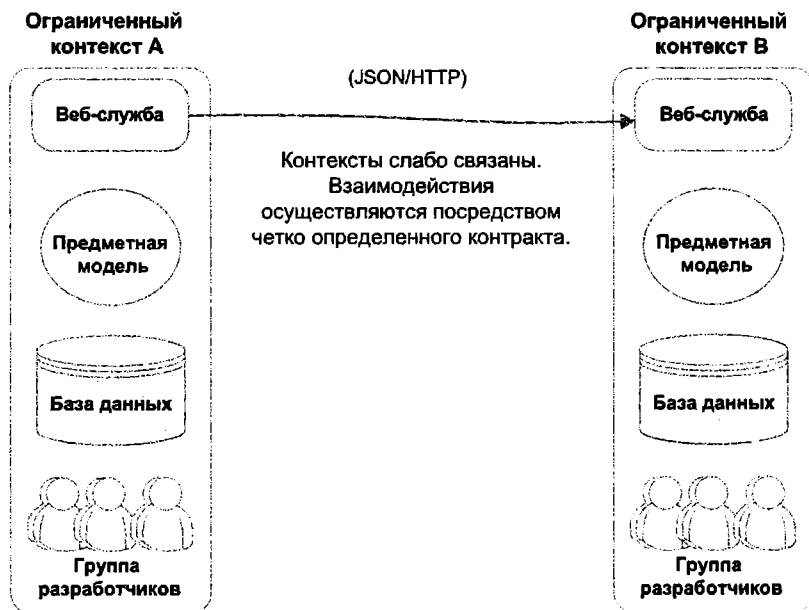 Ограниченный
контекст A
Веб-служба
Предметная
модель
База данных
Группа
разработчиков
(JSON/HTTP)
Контексты слабо связаны.
Взаимодействия
осуществляются посредством
четко определенного контракта.
Ограниченный
контекст B
Веб-служба
Предметная
модель
База данных
Группа
разработчиков